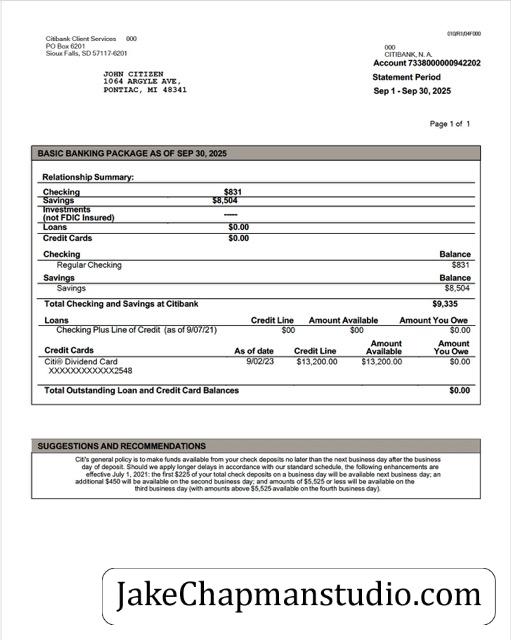 010/R1/04F000
Citibank Client Services 000
PO Box 6201
Sioux Falls, SD 57117-6201
000
CITIBANK, N. A.
Account 7338000000942202
Statement Period
Sep 1 - Sep 30, 2025
JOHN CITIZEN
1064 ARGYLE AVE,
PONTIAC, MI 48341
Page 1 of 1
BASIC BANKING PACKAGE AS OF SEP 30, 2025
Relationship Summary:
Checking $831
Savings $8,504
Investments
(not FDIC Insured) -----
Loans $0.00
Credit Cards $0.00
Checking Balance
Regular Checking $831
Savings Balance
Savings $8,504
Total Checking and Savings at Citibank $9,335
Loans Credit Line Amount Available Amount You Owe
Checking Plus Line of Credit (as of 9/07/21) $00 $00 $0.00
Credit Cards As of date Credit Line Amount Available Amount You Owe
Citi® Dividend Card 9/02/23 $13,200.00 $13,200.00 $0.00
XXXXXXXXXXXX2548
Total Outstanding Loan and Credit Card Balances $0.00
SUGGESTIONS AND RECOMMENDATIONS
Citi's general policy is to make funds available from your check deposits no later than the next business day after the business
day of deposit. Should we apply longer delays in accordance with our standard schedule, the following enhancements are
effective July 1, 2021: the first $225 of your total check deposits on a business day will be available next business day; an
additional $450 will be available on the second business day; and amounts of $5,525 or less will be available on the
third business day (with amounts above $5,525 available on the fourth business day).
JakeChapmanstudio.com